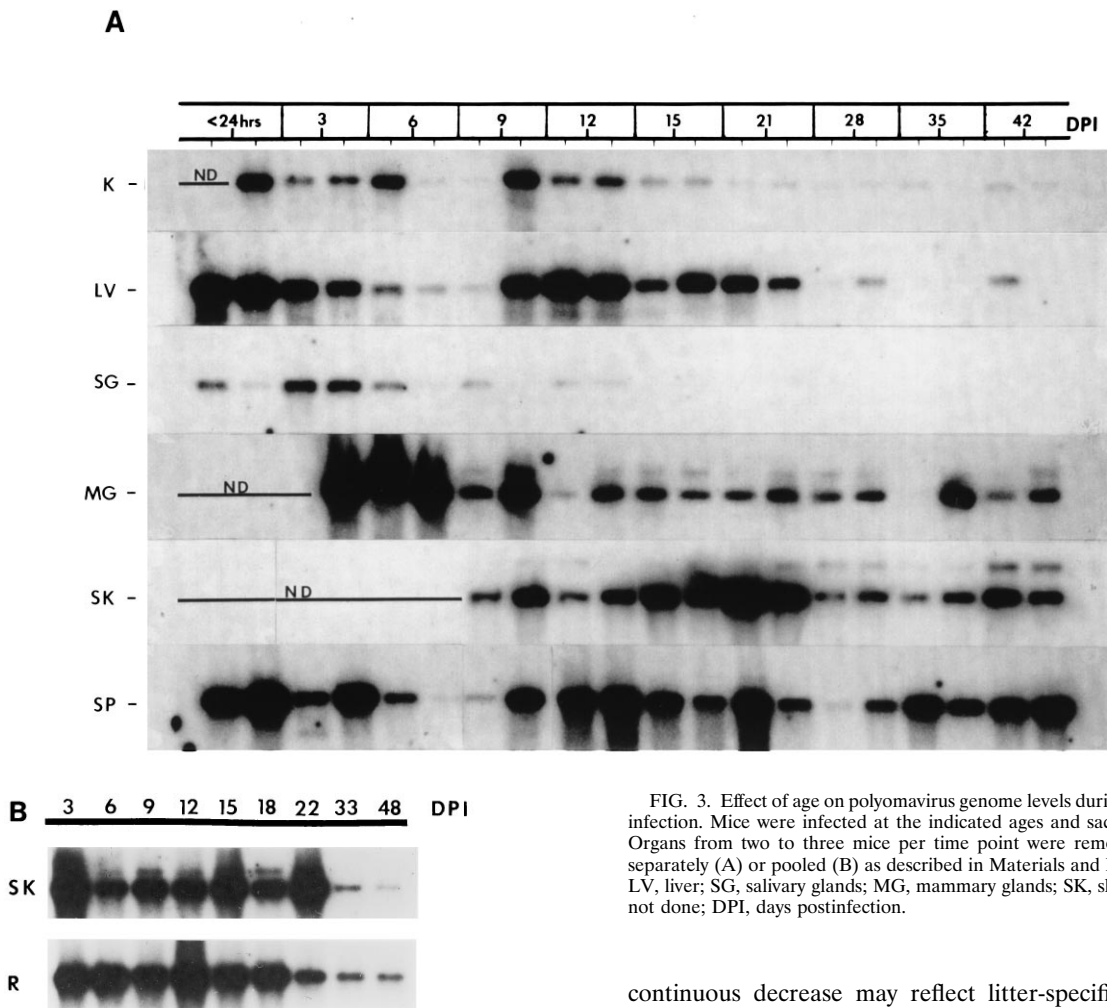 A
<24hrs 3 6 9 12 15 21 28 35 42 DPI
K - ND
LV -
SG -
MG - ND
SK - ND
SP -
B 3 6 9 12 15 18 22 33 48 DPI
SK
R
FIG. 3. Effect of age on polyomavirus genome levels duri
infection. Mice were infected at the indicated ages and sac
Organs from two to three mice per time point were remo
separately (A) or pooled (B) as described in Materials and
LV, liver; SG, salivary glands; MG, mammary glands; SK, s
not done; DPI, days postinfection.
continuous decrease may reflect litter-specifi